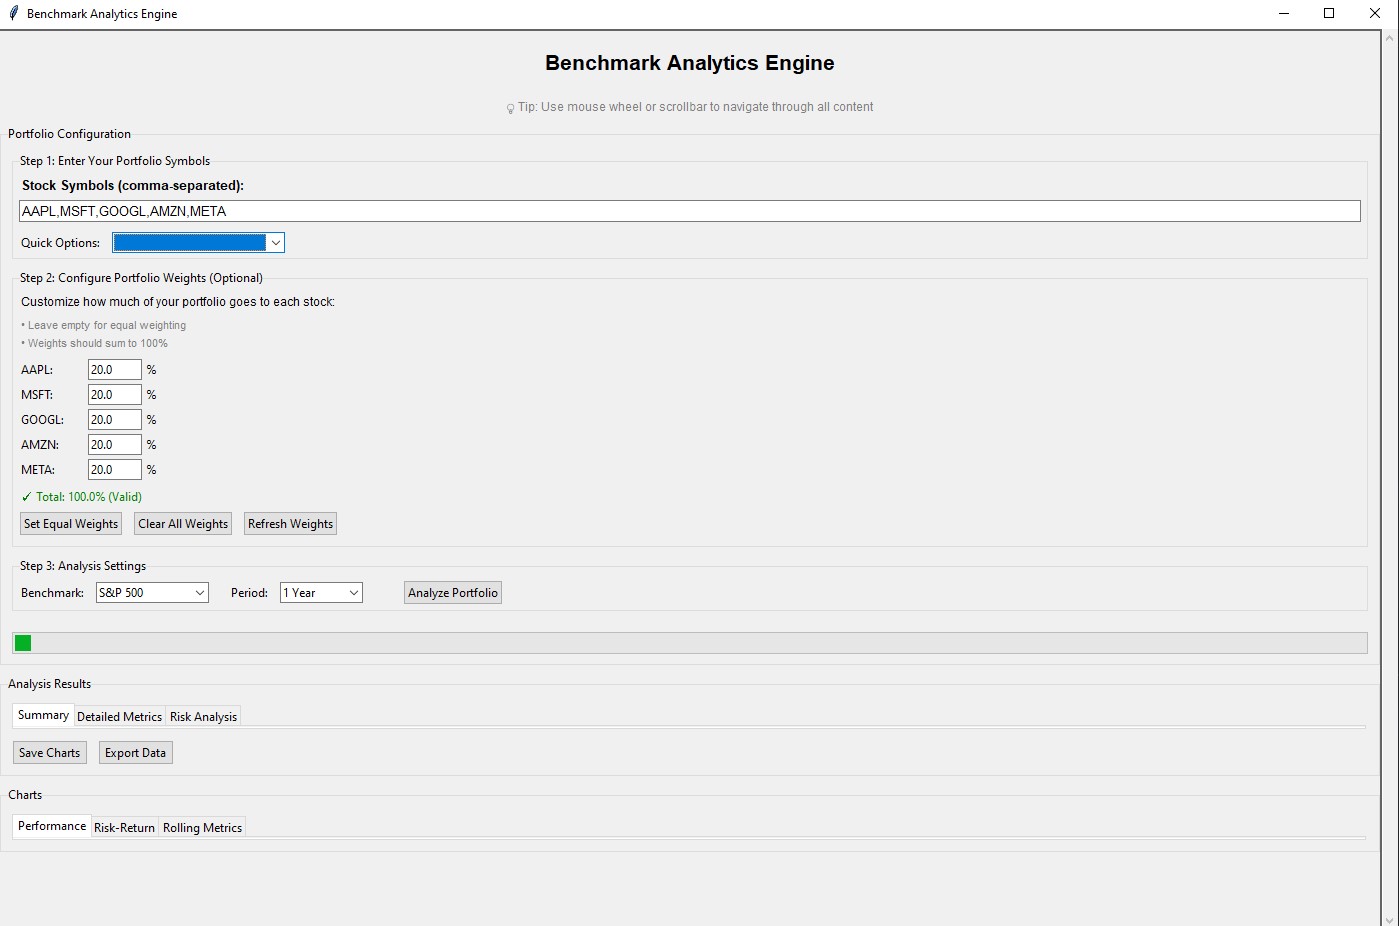 Benchmark Analytics Engine
Benchmark Analytics Engine
Tip: Use mouse wheel or scrollbar to navigate through all content
Portfolio Configuration
Step 1: Enter Your Portfolio Symbols
Stock Symbols (comma-separated):
AAPL,MSFT,GOOGL,AMZN,META
Quick Options:
Step 2: Configure Portfolio Weights (Optional)
Customize how much of your portfolio goes to each stock:
• Leave empty for equal weighting
• Weights should sum to 100%
AAPL: 20.0 %
MSFT: 20.0 %
GOOGL: 20.0 %
AMZN: 20.0 %
META: 20.0 %
✓ Total: 100.0% (Valid)
Set Equal Weights Clear All Weights Refresh Weights
Step 3: Analysis Settings
Benchmark: S&P 500 Period: 1 Year Analyze Portfolio
Analysis Results
Summary Detailed Metrics Risk Analysis
Save Charts Export Data
Charts
Performance Risk-Return Rolling Metrics